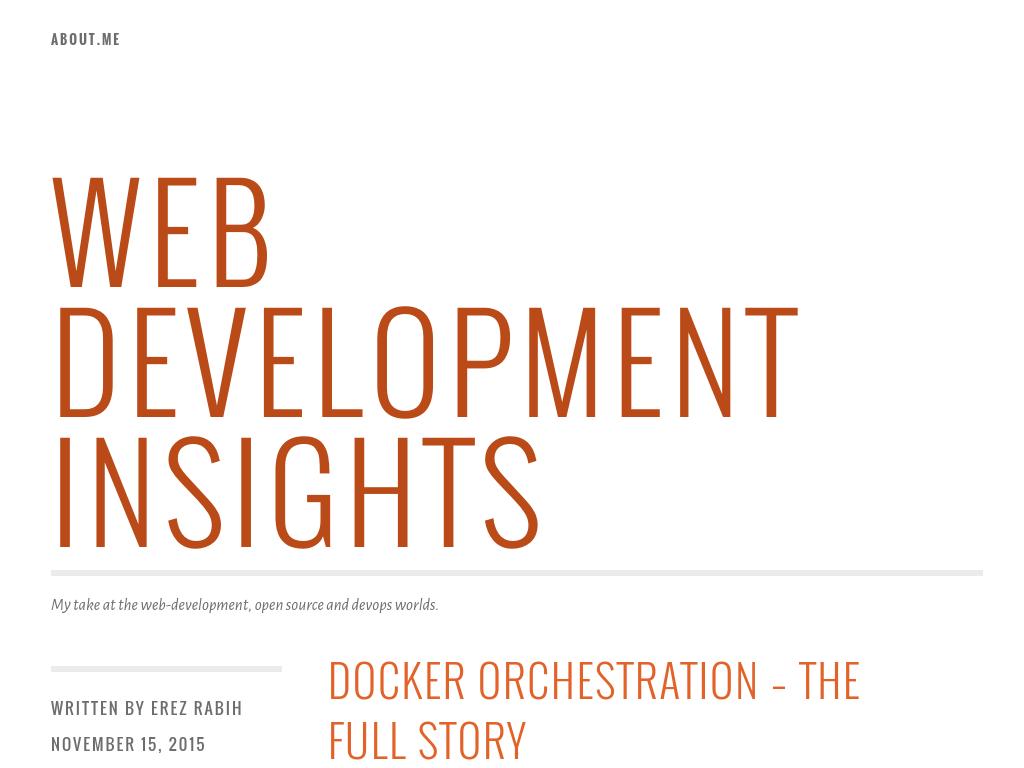 ABOUT.ME
WEB
DEVELOPMENT
INSIGHTS
My take at the web-development, open source and devops worlds.
WRITTEN BY EREZ RABIH
NOVEMBER 15, 2015
DOCKER ORCHESTRATION – THE
FULL STORY